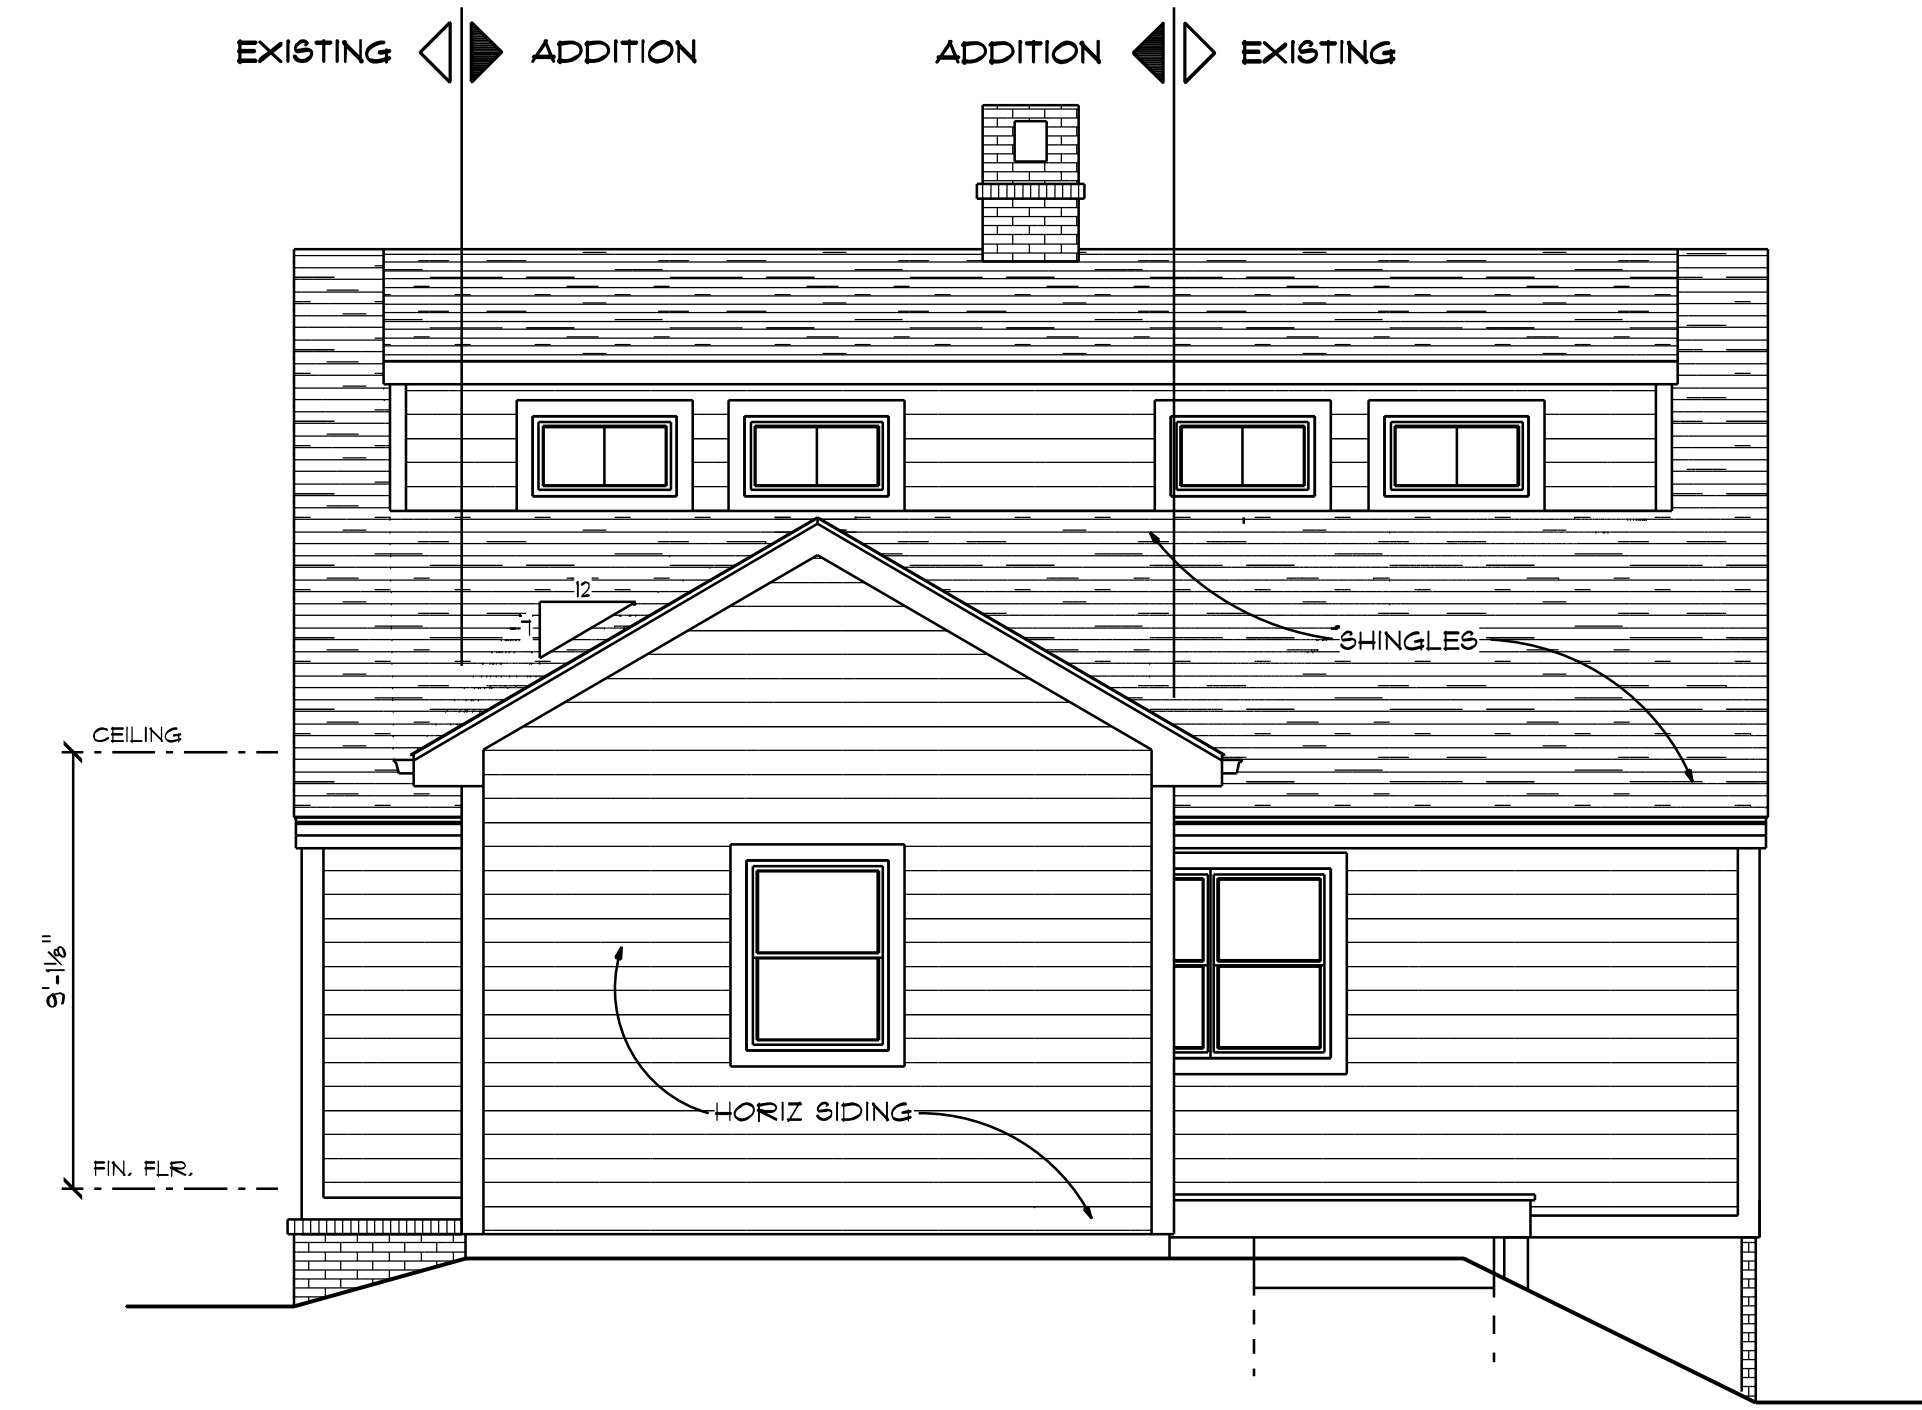 EXISTING ADDITION ADDITION EXISTING
12
7
SHINGLES
CEILING
9'-1⅛"
HORIZ SIDING
FIN. FLR.